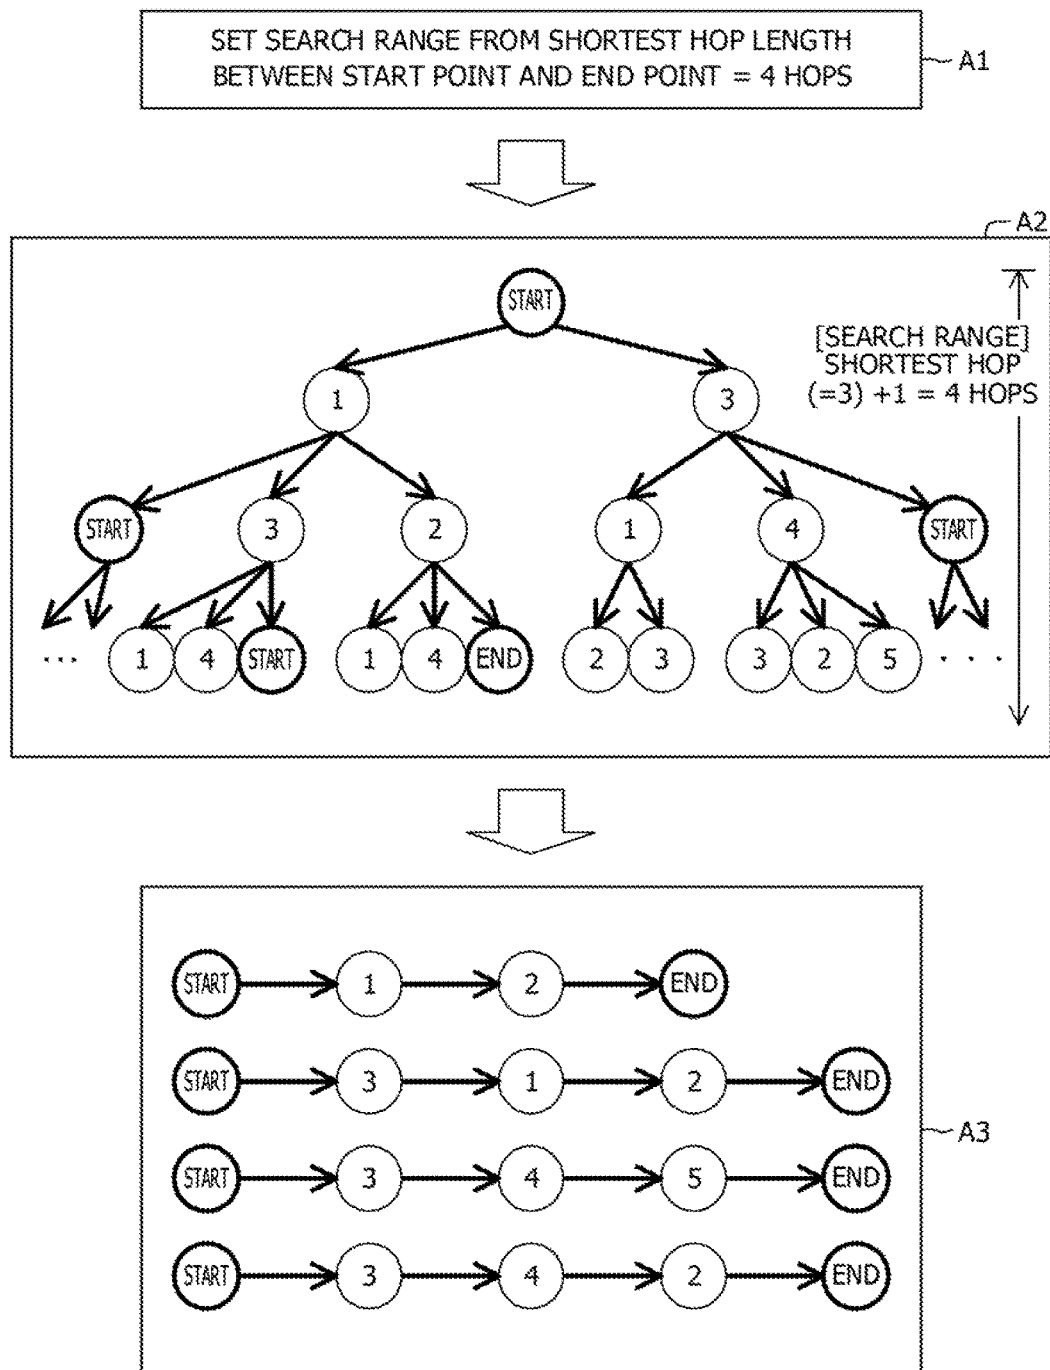 SET SEARCH RANGE FROM SHORTEST HOP LENGTH
BETWEEN START POINT AND END POINT = 4 HOPS
A1
A2
START
[SEARCH RANGE]
SHORTEST HOP
(=3) +1 = 4 HOPS
1 3
START 3 2 1 4 START
... 1 4 START 1 4 END 2 3 3 2 5 ...
START 1 2 END
START 3 1 2 END
A3
START 3 4 5 END
START 3 4 2 END